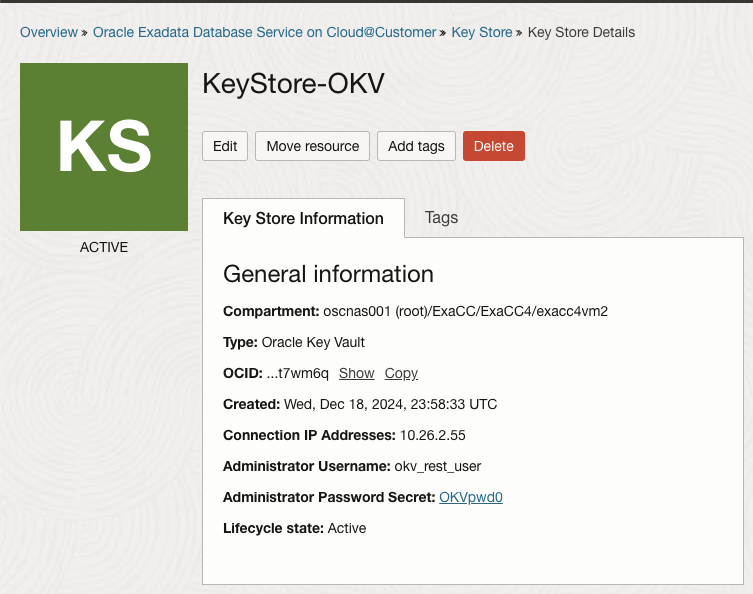 Overview » Oracle Exadata Database Service on Cloud@Customer » Key Store » Key Store Details
KS
ACTIVE
KeyStore-OKV
Edit Move resource Add tags Delete
Key Store Information Tags
General information
Compartment: oscnas001 (root)/ExaCC/ExaCC4/exacc4vm2
Type: Oracle Key Vault
OCID: ...t7wm6q Show Copy
Created: Wed, Dec 18, 2024, 23:58:33 UTC
Connection IP Addresses: 10.26.2.55
Administrator Username: okv_rest_user
Administrator Password Secret: OKVpwd0
Lifecycle state: Active